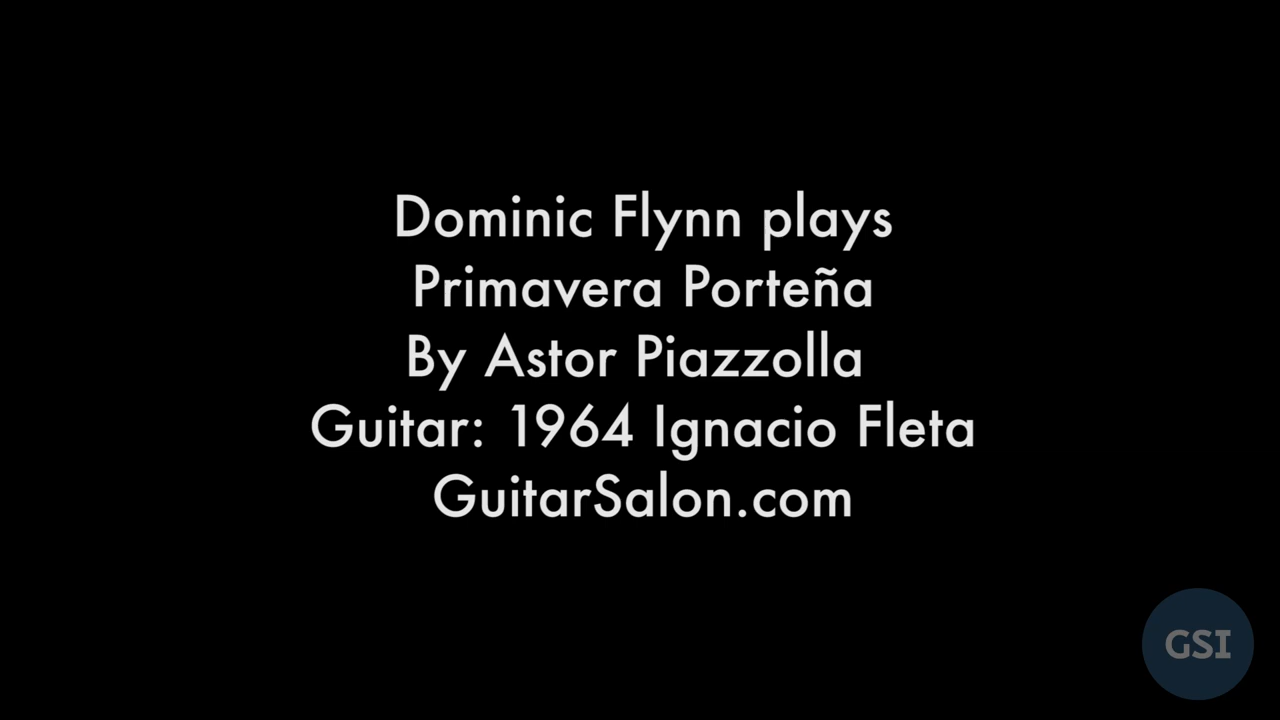 Dominic Flynn plays
Primavera Porteña
By Astor Piazzolla
Guitar: 1964 Ignacio Fleta
GuitarSalon.com
GSI